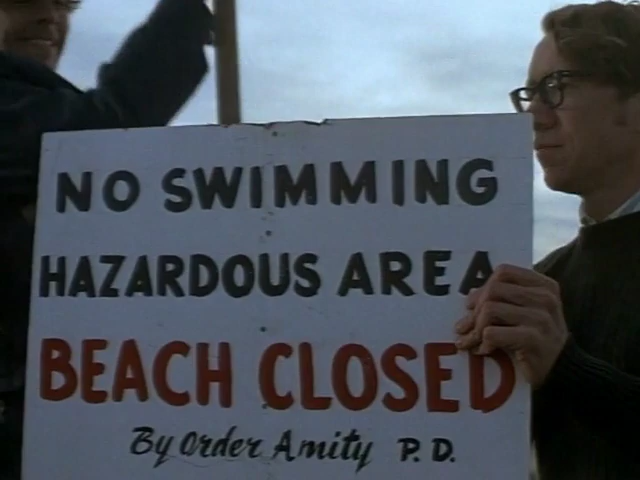 NO SWIMMING
HAZARDOUS AREA
BEACH CLOSED
By Order Amity P.D.